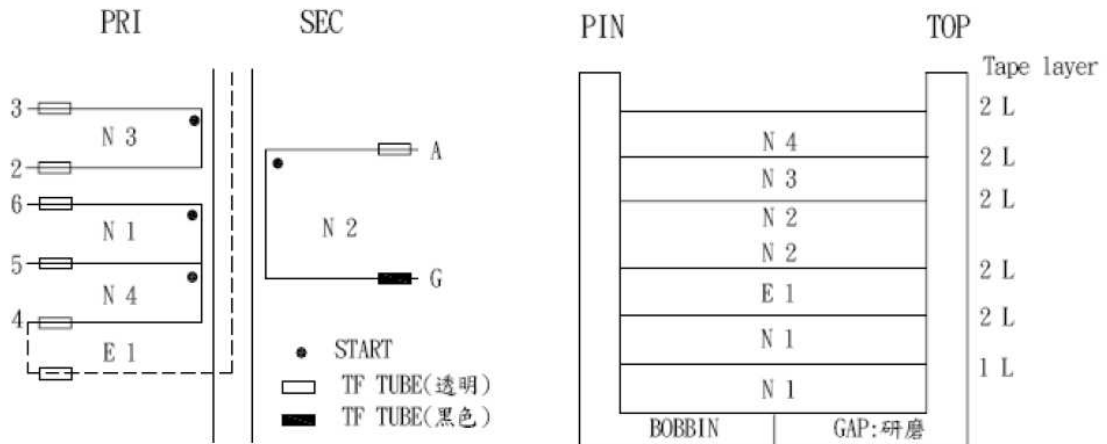 PRI
SEC
3
N 3
2
6
N 1
5
N 4
4
E 1
A
N 2
G
START
TF TUBE(透明)
TF TUBE(黑色)
PIN
TOP
Tape layer
2 L
N 4
2 L
N 3
2 L
N 2
N 2
2 L
E 1
2 L
N 1
1 L
N 1
BOBBIN
GAP:研磨